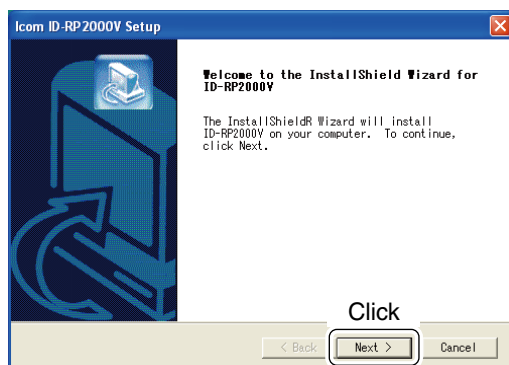 Icom ID-RP2000V Setup
Welcome to the InstallShield Wizard for
ID-RP2000V
The InstallShieldR Wizard will install
ID-RP2000V on your computer. To continue,
click Next.
Click
< Back
Next >
Cancel